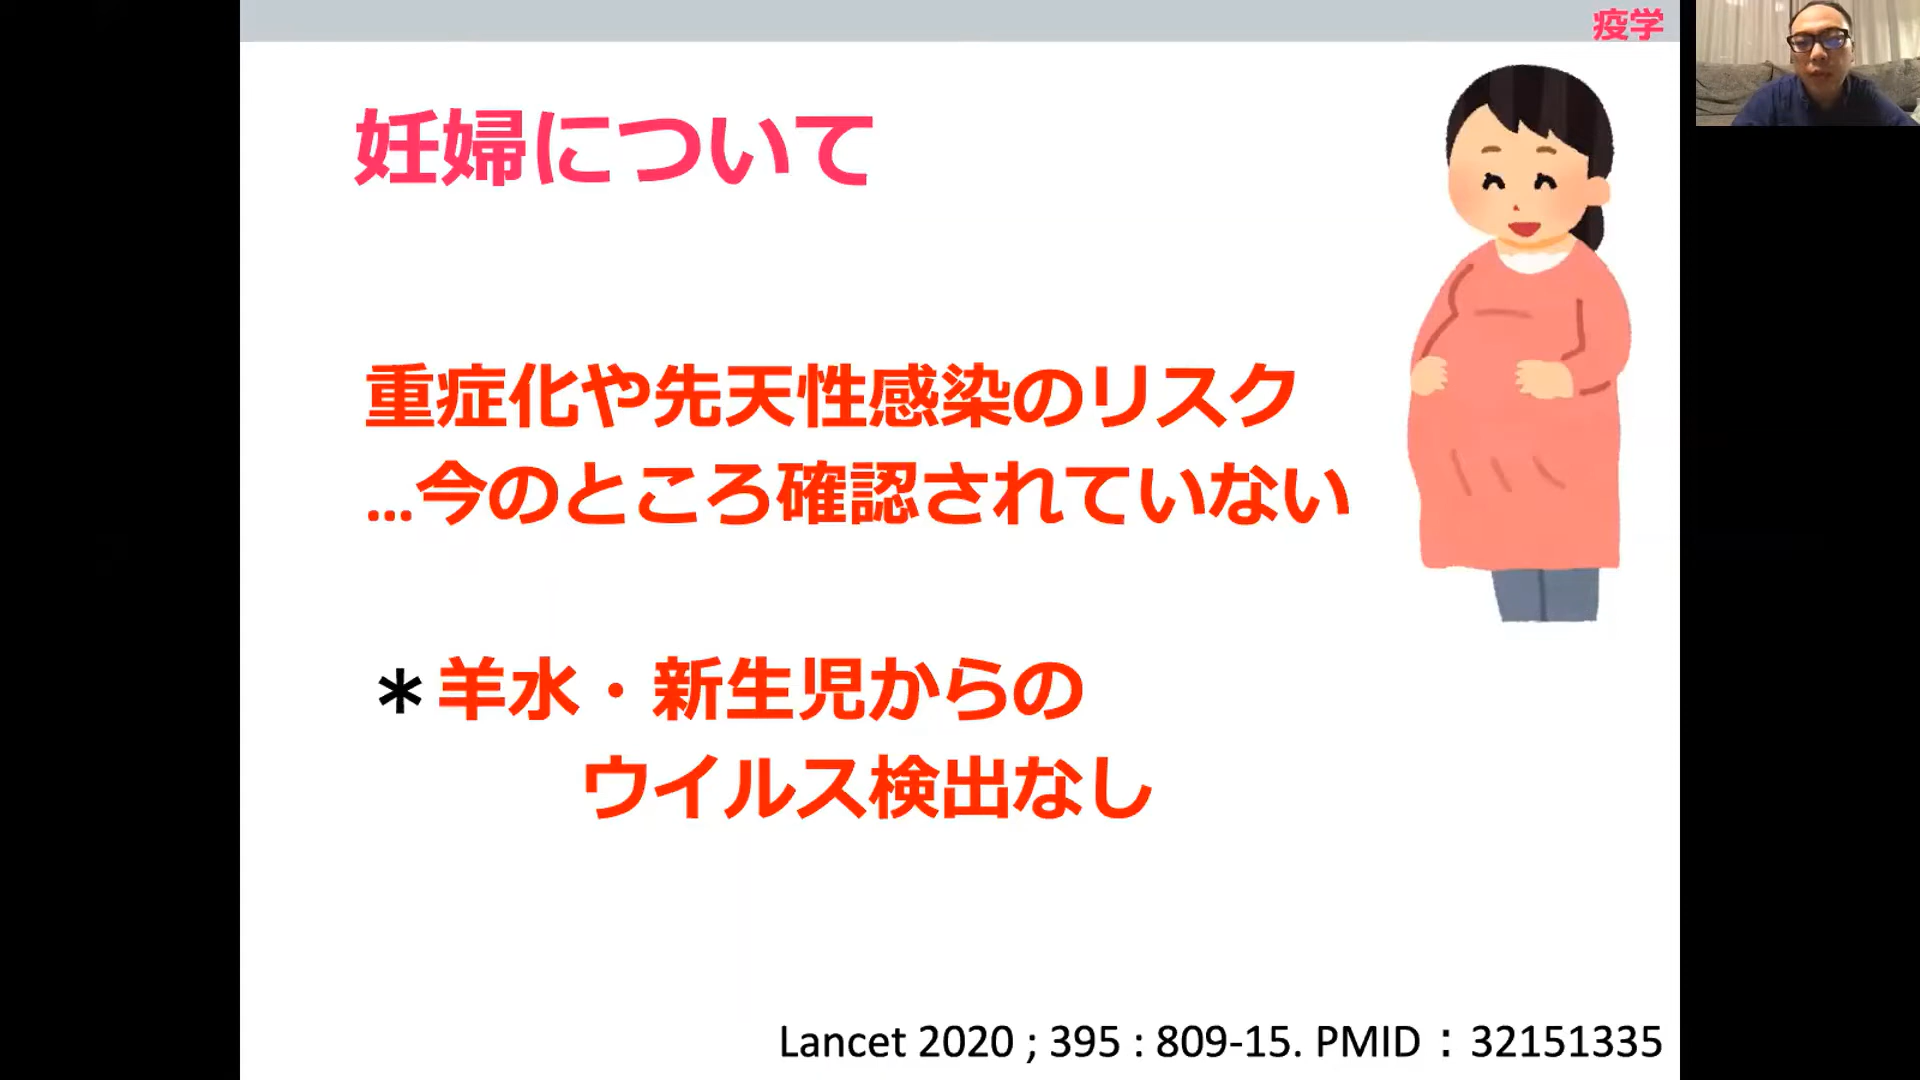 疫学
妊婦について
重症化や先天性感染のリスク
...今のところ確認されていない
*羊水・新生児からの
ウイルス検出なし
Lancet 2020 ; 395 : 809-15. PMID：32151335